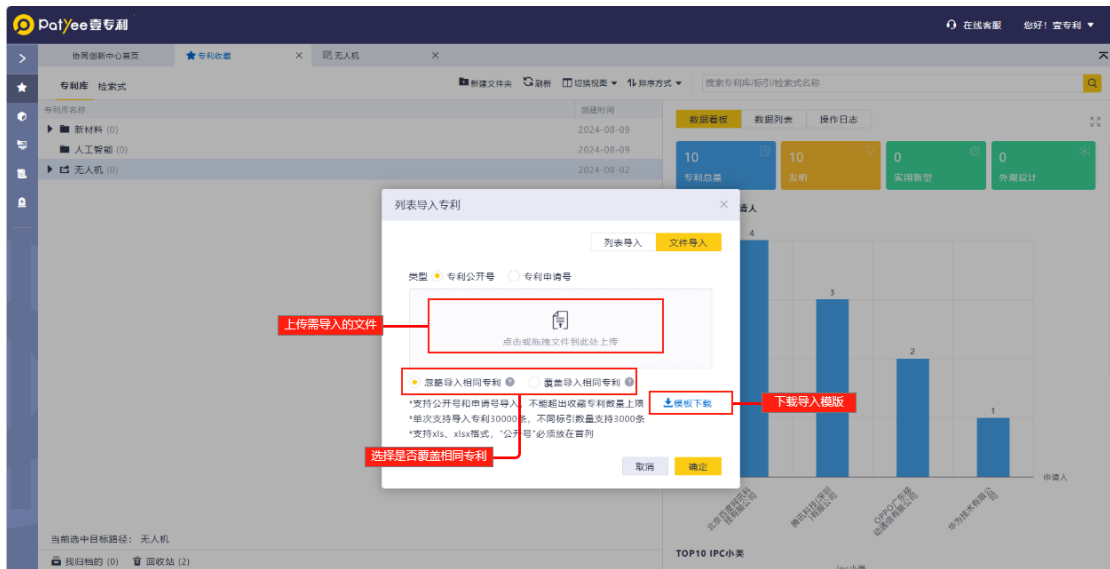 Patyee壹专利
在线客服 您好！壹专利 ▼
协同创新中心首页 专利收藏 × 无人机 ×
专利库 检索式
新建文件夹 刷新 切换视图 ▼ 排序方式 ▼ 搜索专利库/标引/检索式名称
专利库名称 创建时间
新材料 (0) 2024-08-09
人工智能 (0) 2024-08-09
无人机 (0) 2024-08-02
数据看板 数据列表 操作日志
10 10 0 0
专利总量 发明 实用新型 外观设计
请人
列表导入专利 ×
列表导入 文件导入
类型 专利公开号 专利申请号
上传需导入的文件
点击或拖拽文件到此处上传
忽略导入相同专利 覆盖导入相同专利
*支持公开号和申请号导入，不能超出收藏专利数量上限
模板下载
下载导入模版
*单次支持导入专利30000条，不同标引数量支持3000条
*支持xls、xlsx格式，"公开号"必须放在首列
选择是否覆盖相同专利
取消 确定
4
3
2
1
申请人
北京百度网讯科技有限公司
腾讯科技(深圳)有限公司
OPPO广东移动通信有限公司
华为技术有限公司
当前选中目标路径： 无人机
我归档的 (0) 回收站 (2)
TOP10 IPC小类
ipc小类